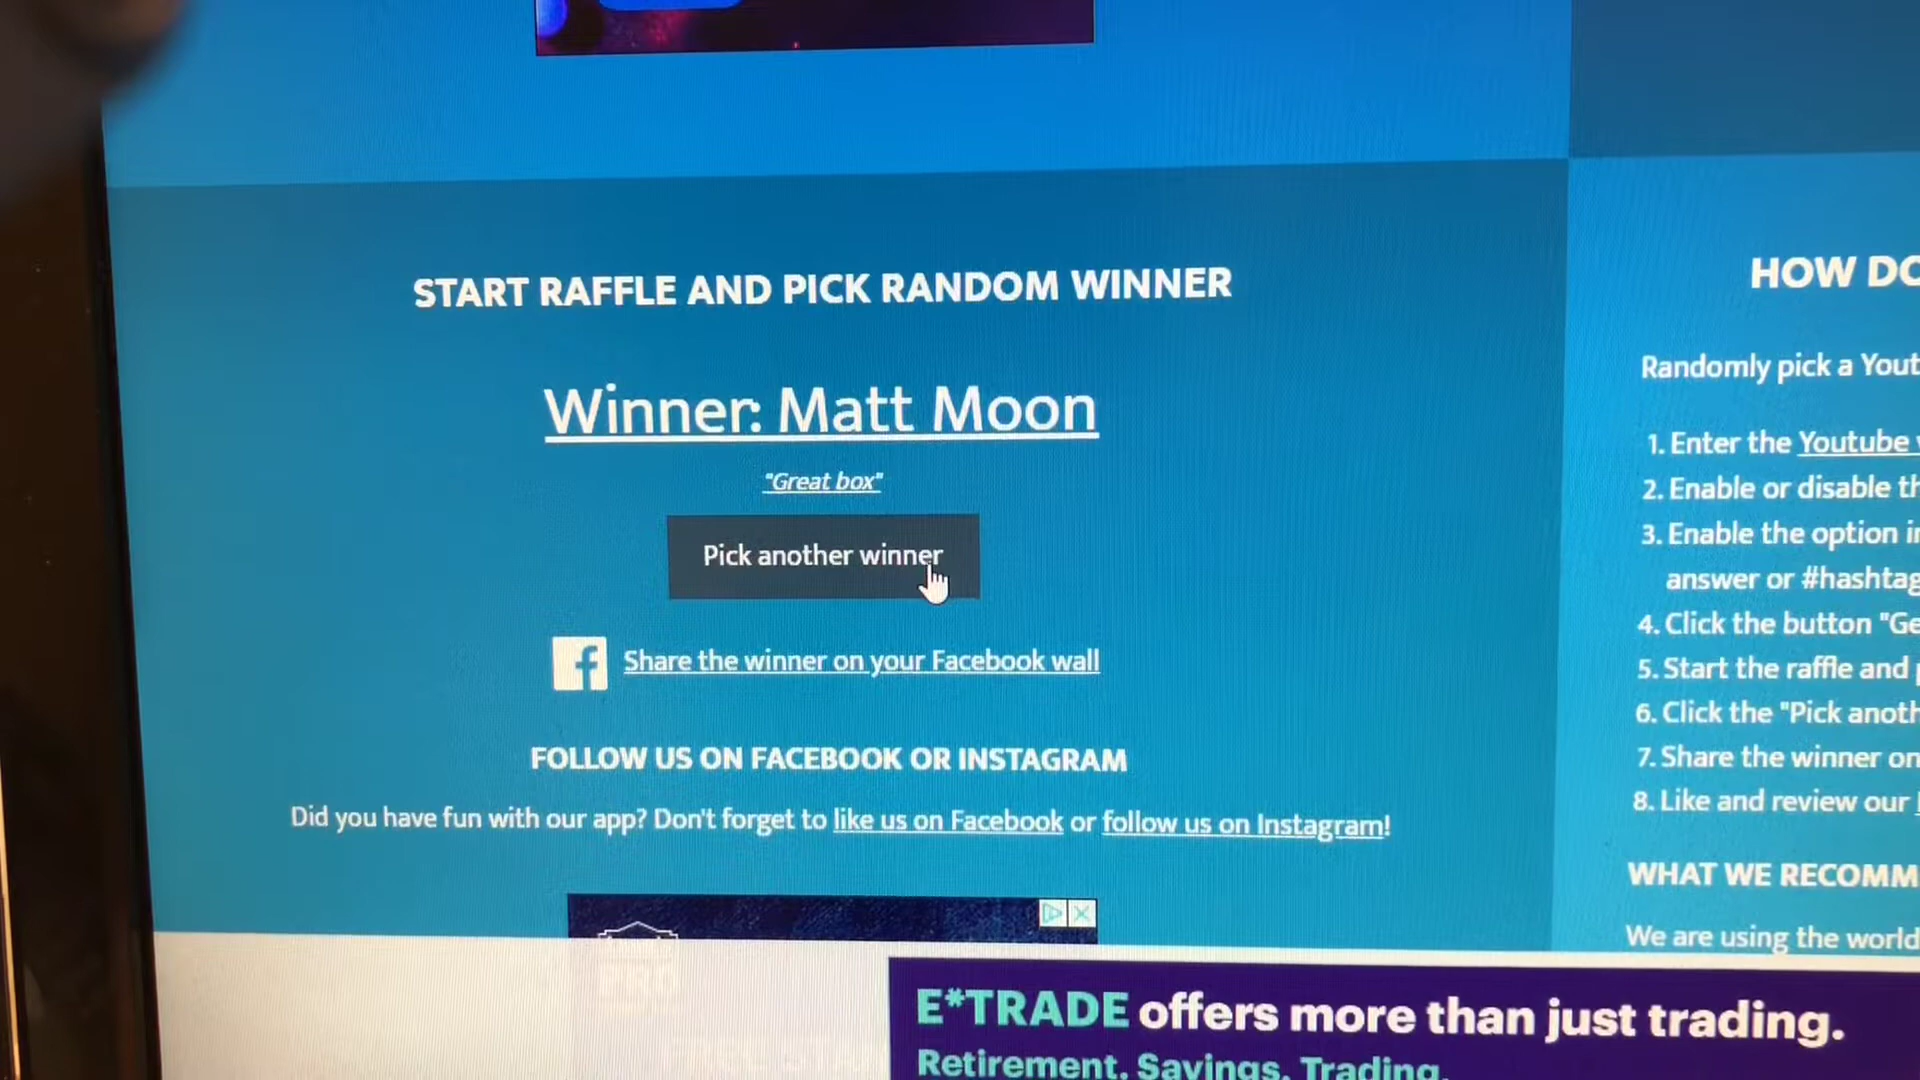 START RAFFLE AND PICK RANDOM WINNER
Winner: Matt Moon
"Great box"
Pick another winner
Share the winner on your Facebook wall
FOLLOW US ON FACEBOOK OR INSTAGRAM
Did you have fun with our app? Don't forget to like us on Facebook or follow us on Instagram!
HOW DO
Randomly pick a Yout
1. Enter the Youtube v
2. Enable or disable th
3. Enable the option in
answer or #hashtag
4. Click the button "Ge
5. Start the raffle and p
6. Click the "Pick anoth
7. Share the winner on
8. Like and review our
WHAT WE RECOMM
We are using the world
E*TRADE offers more than just trading.
Retirement. Savings. Trading.